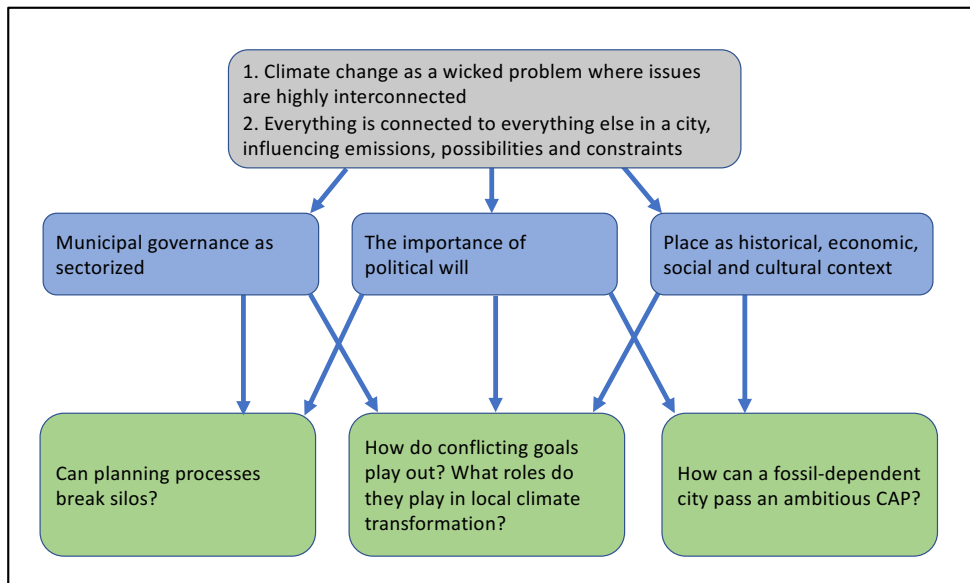 1. Climate change as a wicked problem where issues
are highly interconnected
2. Everything is connected to everything else in a city,
influencing emissions, possibilities and constraints
Municipal governance as
sectorized
The importance of
political will
Place as historical, economic,
social and cultural context
Can planning processes
break silos?
How do conflicting goals
play out? What roles do
they play in local climate
transformation?
How can a fossil-dependent
city pass an ambitious CAP?